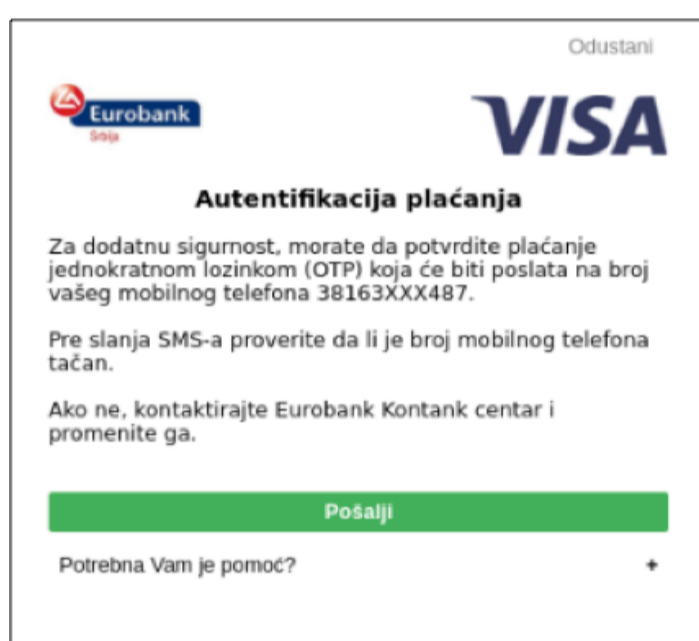 Odustani
Eurobank
Srbija
VISA
Autentifikacija plaćanja
Za dodatnu sigurnost, morate da potvrdite plaćanje
jednokratnom lozinkom (OTP) koja će biti poslata na broj
vašeg mobilnog telefona 38163XXX487.
Pre slanja SMS-a proverite da li je broj mobilnog telefona
tačan.
Ako ne, kontaktirajte Eurobank Kontank centar i
promenite ga.
Pošalji
Potrebna Vam je pomoć? +